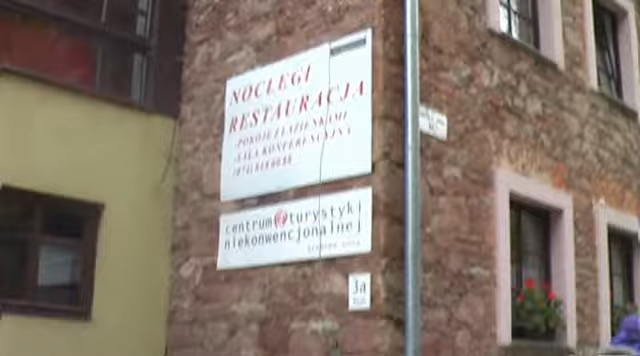 NOCLEGI
RESTAURACJA
-POKOJE Z ŁAZIENKAMI
-SALA KONFERENCYJNA
centrum turystyki
niekonwencjonalnej
3a